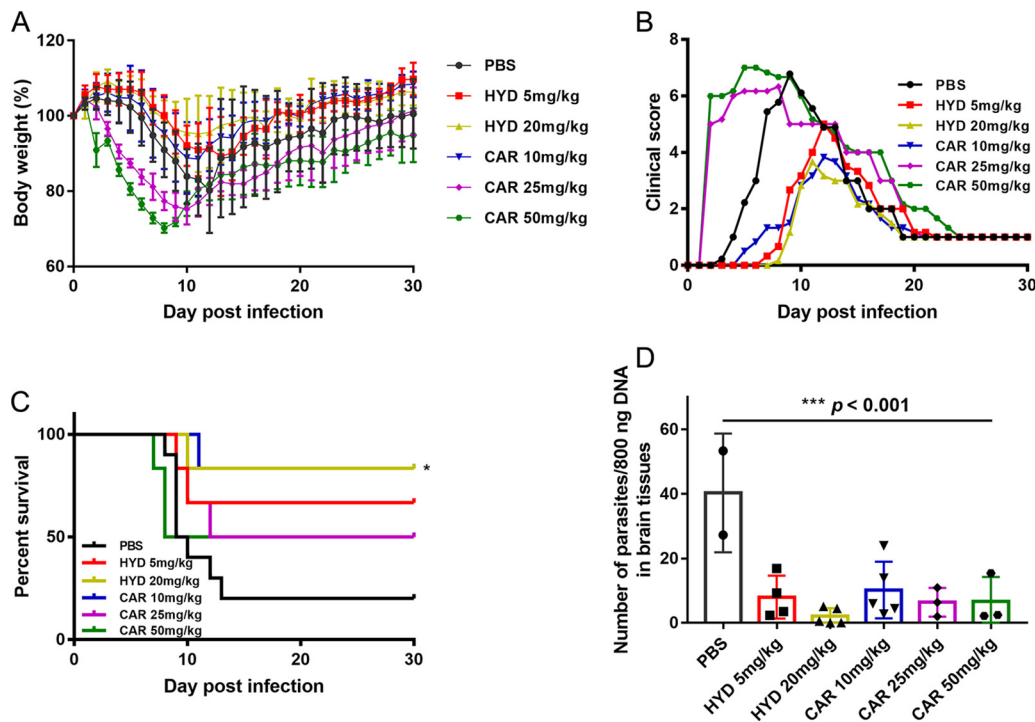 A
Body weight (%)
120
100
80
60
0
10
20
30
Day post infection
PBS
HYD 5mg/kg
HYD 20mg/kg
CAR 10mg/kg
CAR 25mg/kg
CAR 50mg/kg
B
Clinical score
8
6
4
2
0
0
10
20
30
Day post infection
PBS
HYD 5mg/kg
HYD 20mg/kg
CAR 10mg/kg
CAR 25mg/kg
CAR 50mg/kg
C
Percent survival
100
50
0
0
10
20
30
Day post infection
*
PBS
HYD 5mg/kg
HYD 20mg/kg
CAR 10mg/kg
CAR 25mg/kg
CAR 50mg/kg
D
Number of parasites/800 ng DNA
in brain tissues
60
40
20
0
*** p < 0.001
PBS
HYD 5mg/kg
HYD 20mg/kg
CAR 10mg/kg
CAR 25mg/kg
CAR 50mg/kg